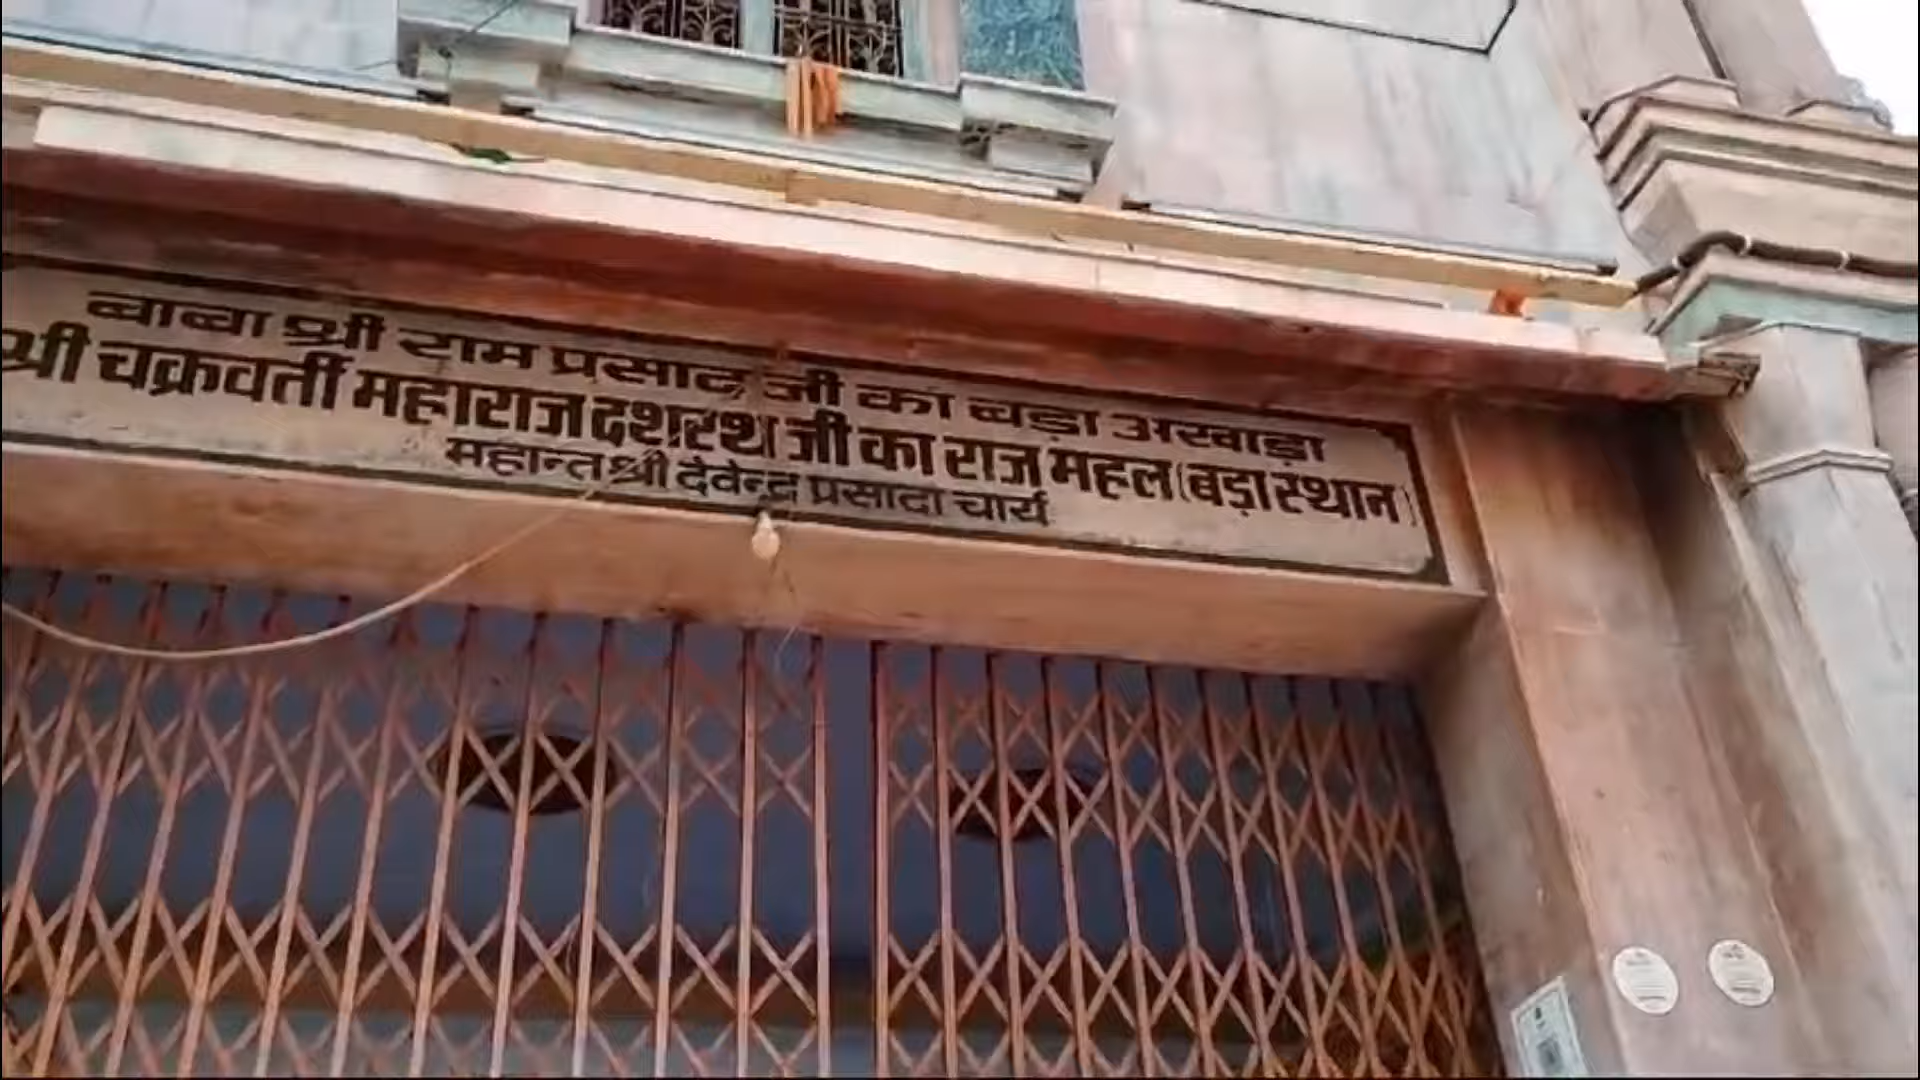 बाबा श्री राम प्रसाद जी का बड़ा अखाड़ा
श्री चक्रवर्ती महाराज दशरथ जी का राज महल (बड़ा स्थान)
महान्त श्री देवेन्द्र प्रसादा चार्य